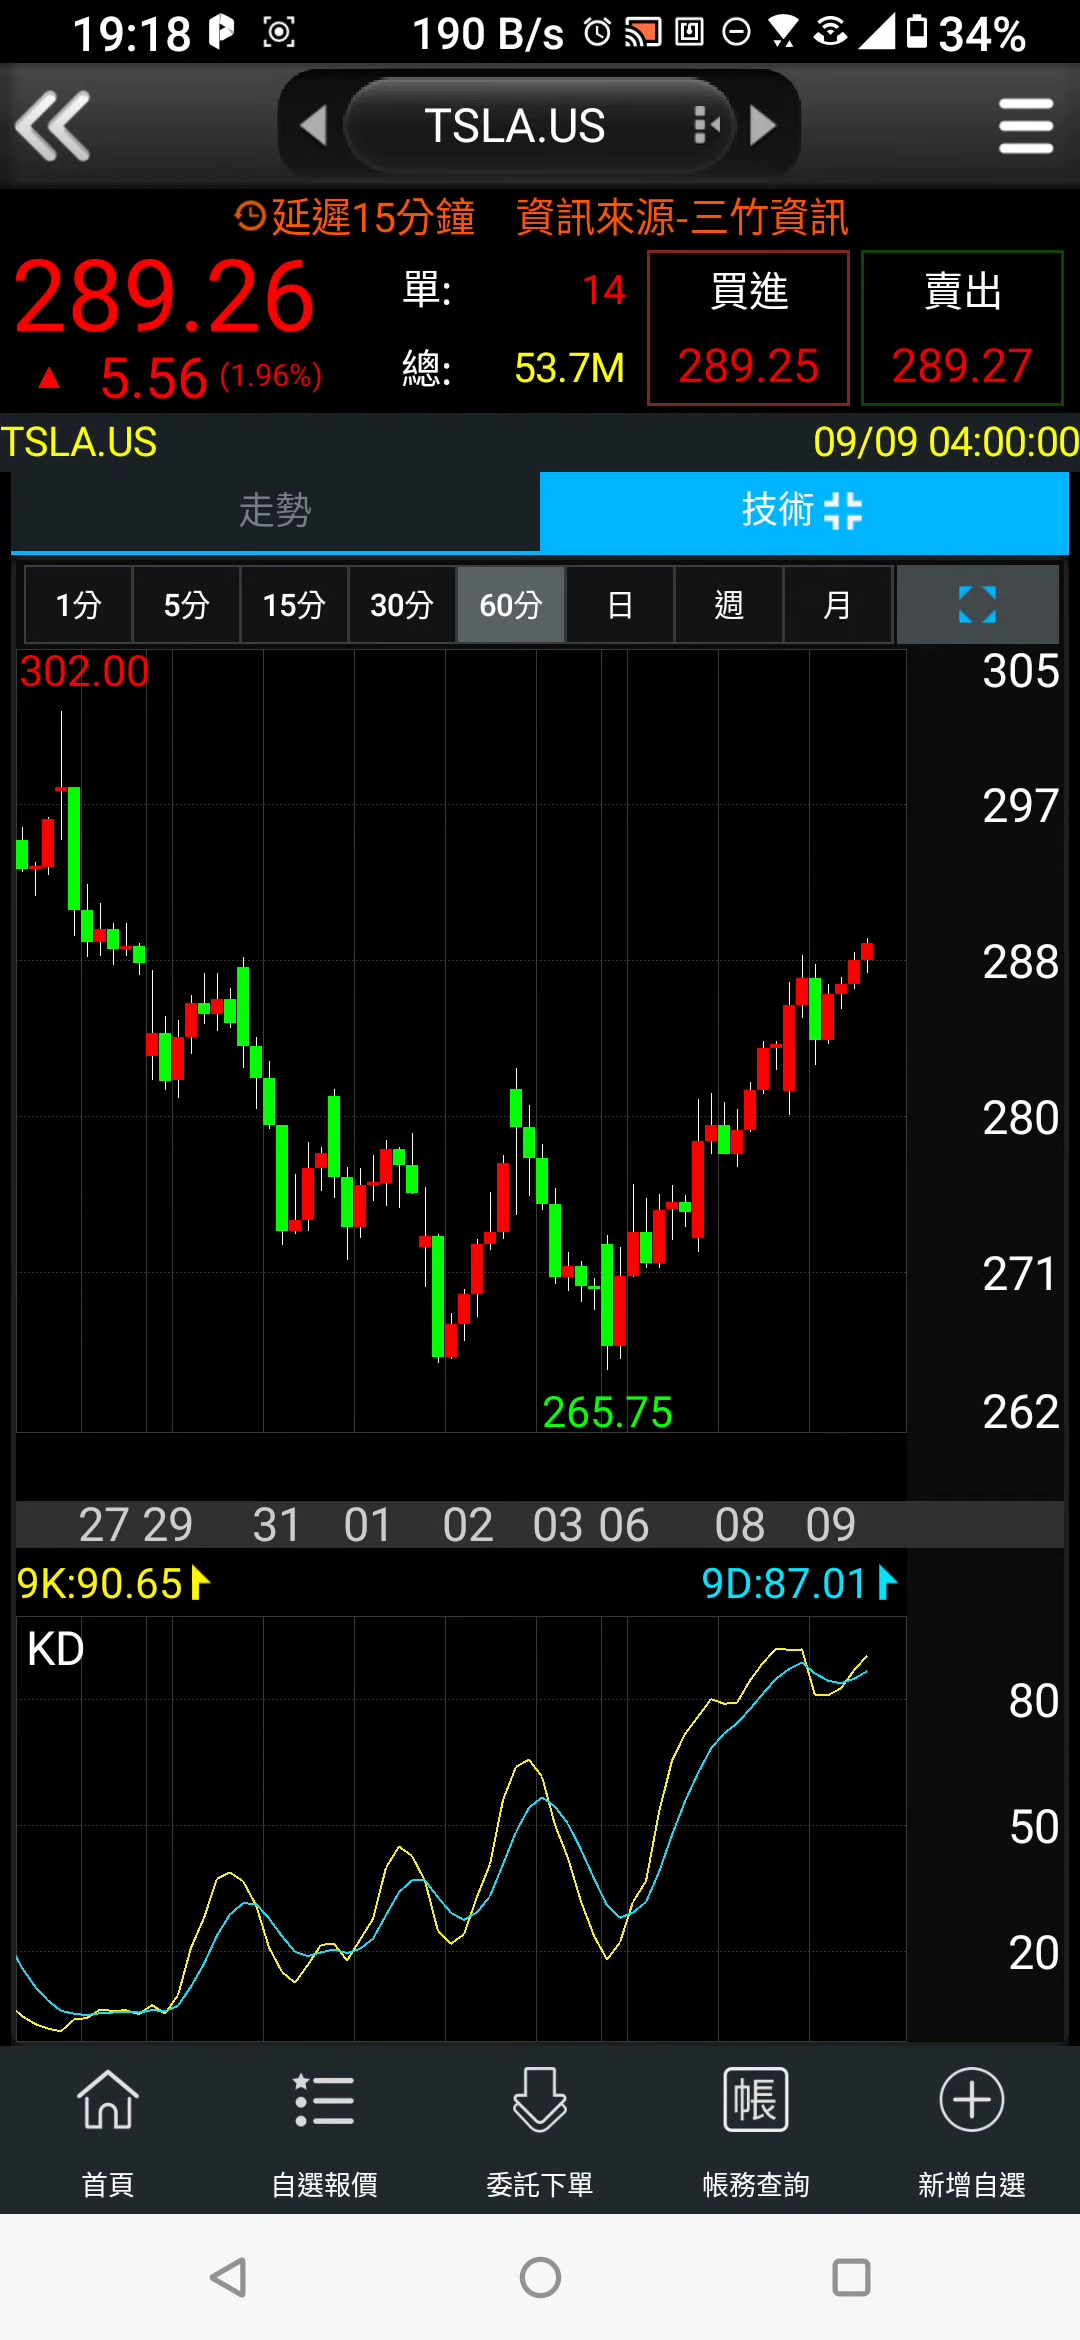 19:18 190 B/s 34%
TSLA.US
延遲15分鐘 資訊來源-三竹資訊
289.26 單: 14 買進 賣出
▲ 5.56 (1.96%) 總: 53.7M 289.25 289.27
TSLA.US 09/09 04:00:00
走勢 技術
1分 5分 15分 30分 60分 日 週 月
302.00 305
297
288
280
271
265.75 262
27 29 31 01 02 03 06 08 09
9K:90.65 9D:87.01
KD
80
50
20
帳
首頁 自選報價 委託下單 帳務查詢 新增自選